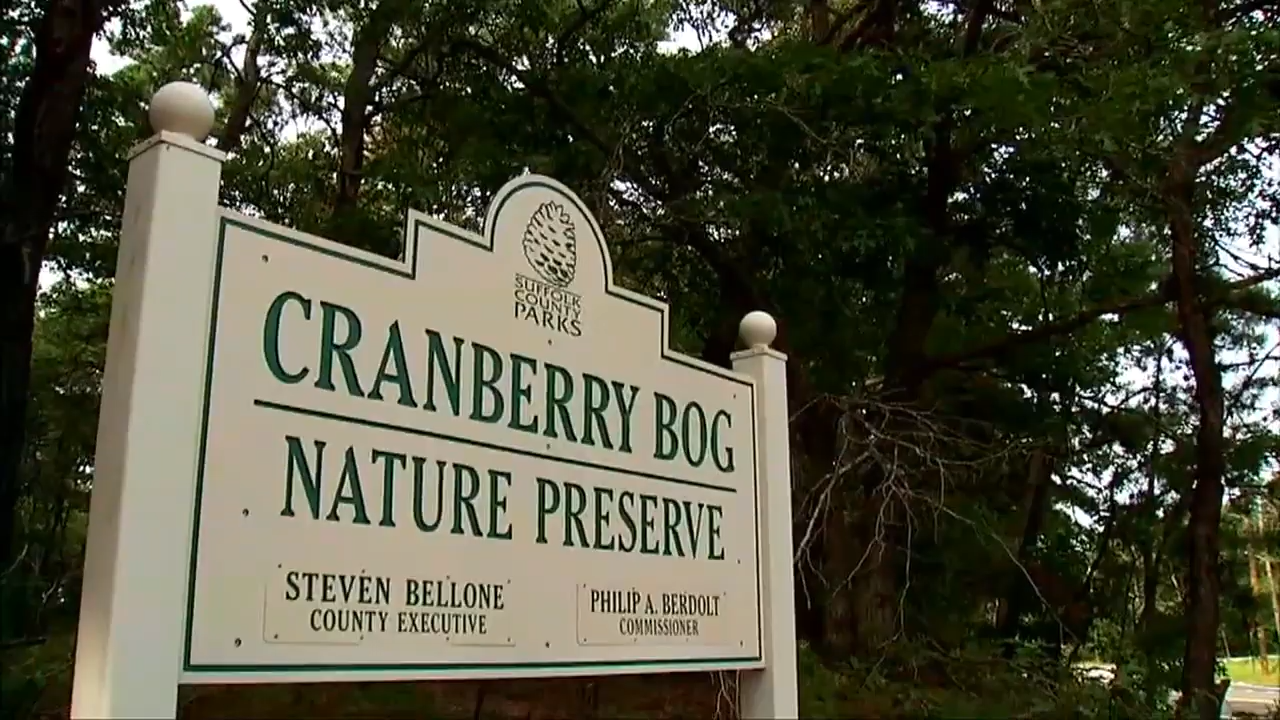 SUFFOLK
COUNTY
PARKS
CRANBERRY BOG
NATURE PRESERVE
STEVEN BELLONE
COUNTY EXECUTIVE
PHILIP A. BERDOLT
COMMISSIONER